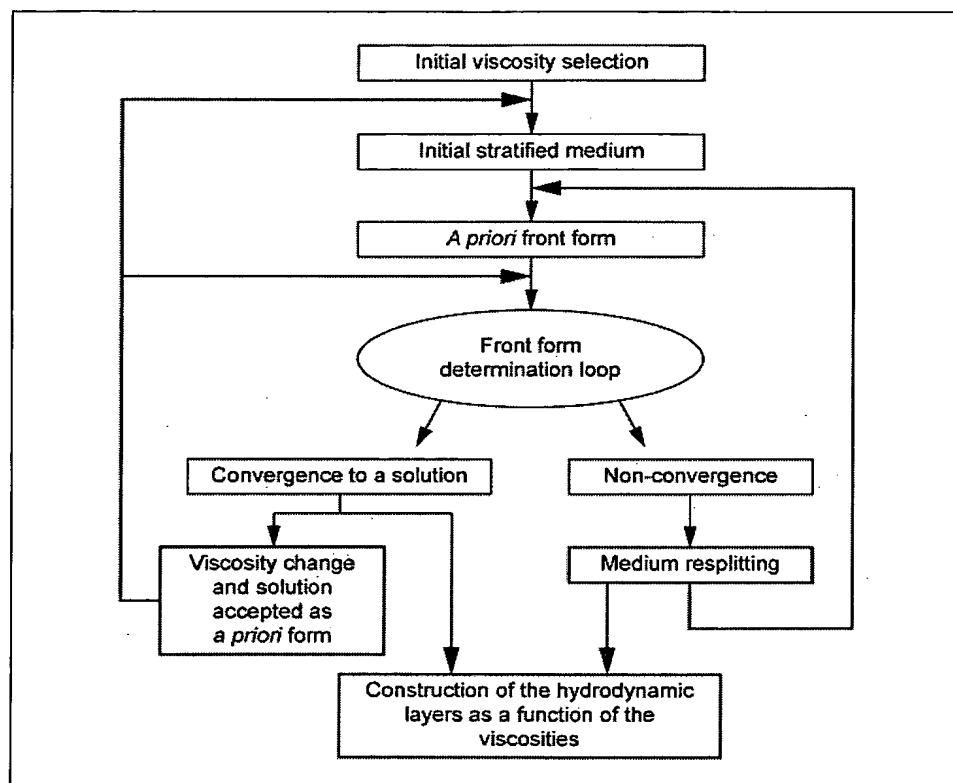 Initial viscosity selection
Initial stratified medium
A priori front form
Front form
determination loop
Convergence to a solution
Non-convergence
Viscosity change
and solution
accepted as
a priori form
Medium resplitting
Construction of the hydrodynamic
layers as a function of the
viscosities